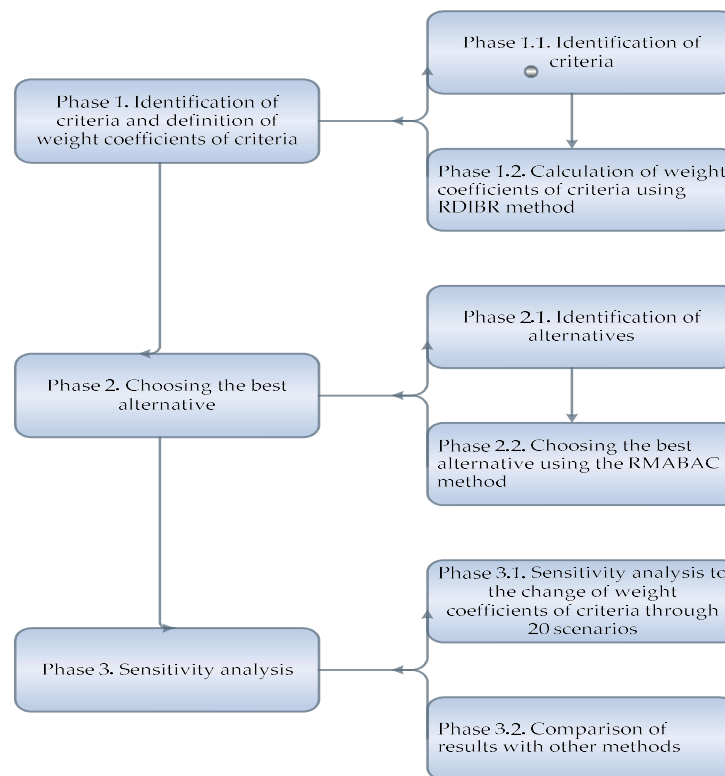 Phase 1. Identification of
criteria and definition of
weight coefficients of criteria
Phase 1.1. Identification of
criteria
Phase 1.2. Calculation of weight
coefficients of criteria using
RDIBR method
Phase 2. Choosing the best
alternative
Phase 2.1. Identification of
alternatives
Phase 2.2. Choosing the best
alternative using the RMABAC
method
Phase 3. Sensitivity analysis
Phase 3.1. Sensitivity analysis to
the change of weight
coefficients of criteria through
20 scenarios
Phase 3.2. Comparison of
results with other methods